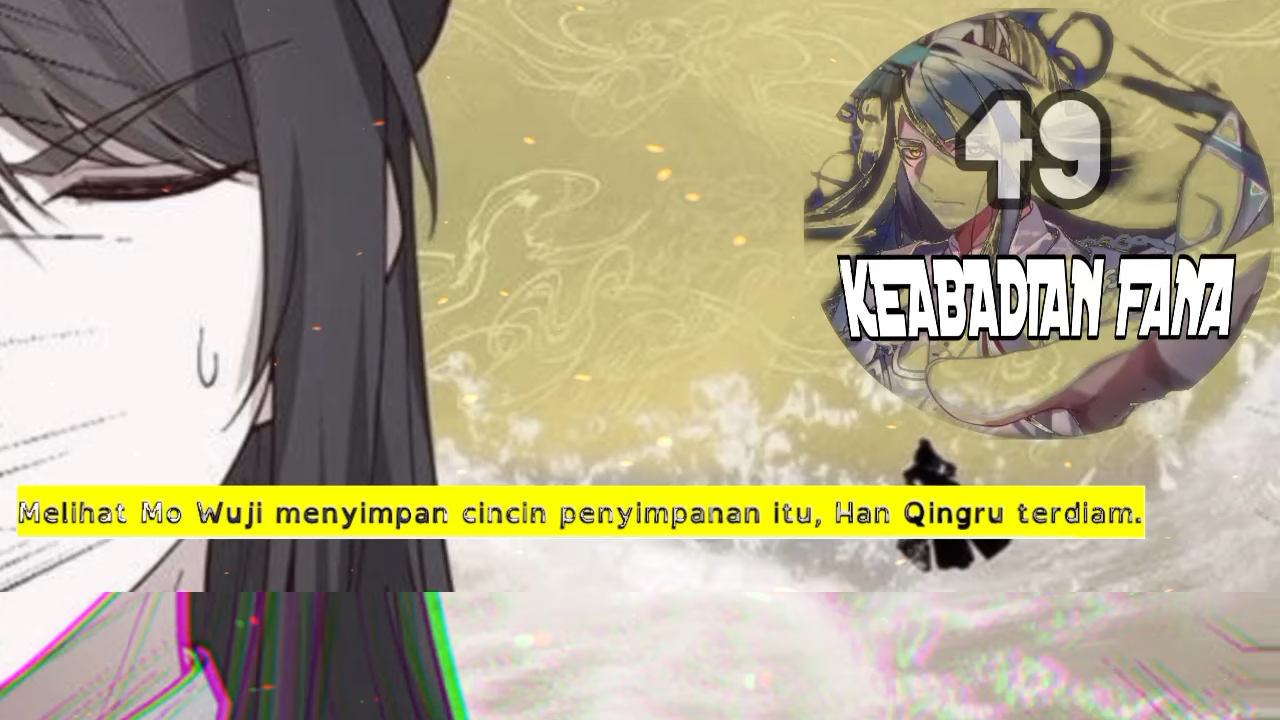 49
KEABADIAN FANA
Melihat Mo Wuji menyimpan cincin penyimpanan itu, Han Qingru terdiam.